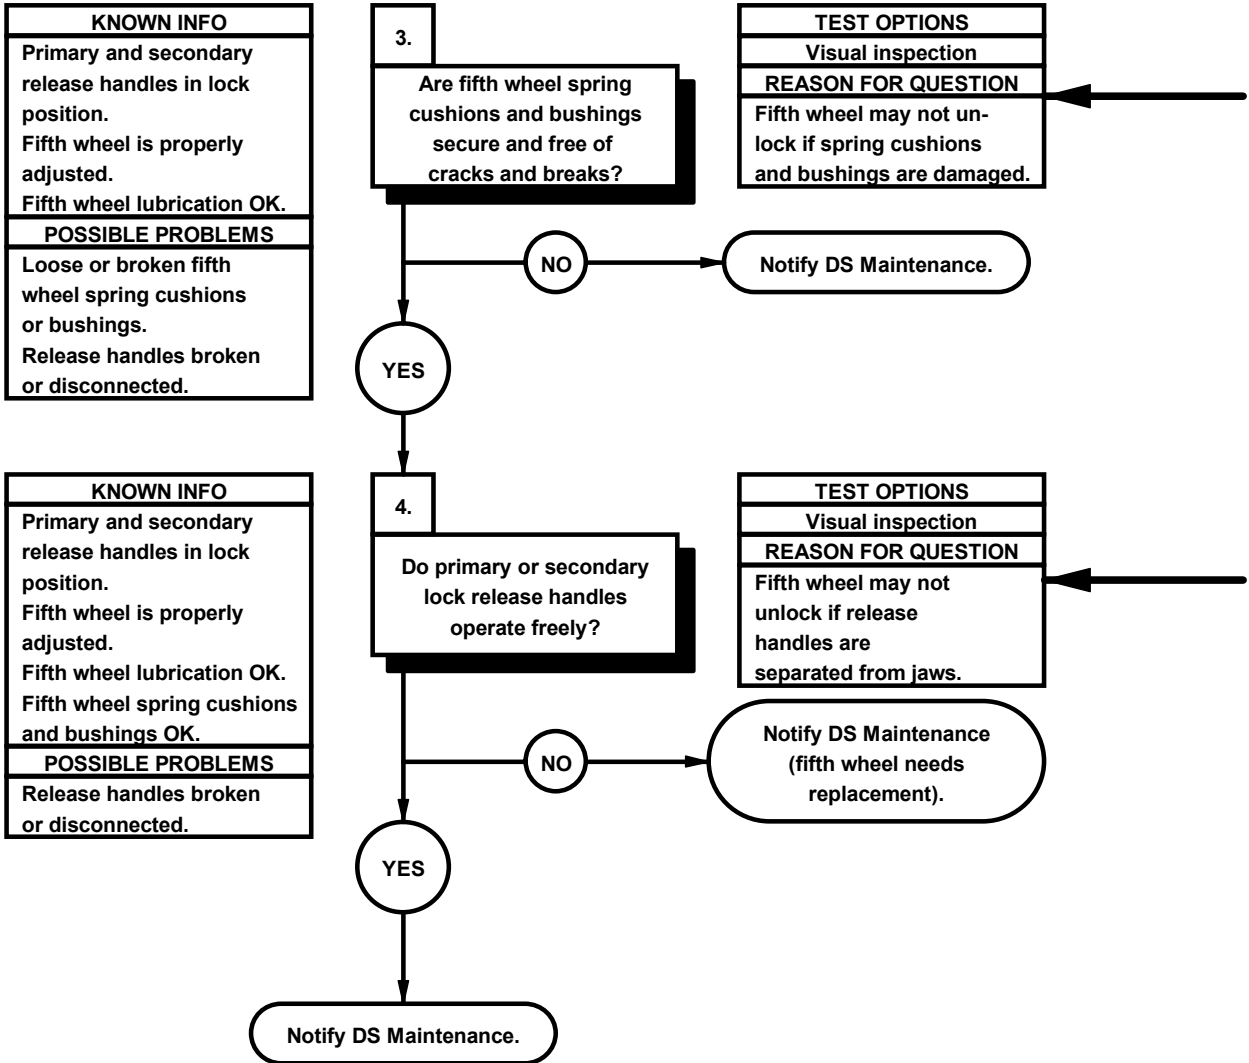 KNOWN INFO
Primary and secondary
release handles in lock
position.
Fifth wheel is properly
adjusted.
Fifth wheel lubrication OK.
POSSIBLE PROBLEMS
Loose or broken fifth
wheel spring cushions
or bushings.
Release handles broken
or disconnected.
3.
Are fifth wheel spring
cushions and bushings
secure and free of
cracks and breaks?
TEST OPTIONS
Visual inspection
REASON FOR QUESTION
Fifth wheel may not un-
lock if spring cushions
and bushings are damaged.
NO
Notify DS Maintenance.
YES
KNOWN INFO
Primary and secondary
release handles in lock
position.
Fifth wheel is properly
adjusted.
Fifth wheel lubrication OK.
Fifth wheel spring cushions
and bushings OK.
POSSIBLE PROBLEMS
Release handles broken
or disconnected.
4.
Do primary or secondary
lock release handles
operate freely?
TEST OPTIONS
Visual inspection
REASON FOR QUESTION
Fifth wheel may not
unlock if release
handles are
separated from jaws.
NO
Notify DS Maintenance
(fifth wheel needs
replacement).
YES
Notify DS Maintenance.